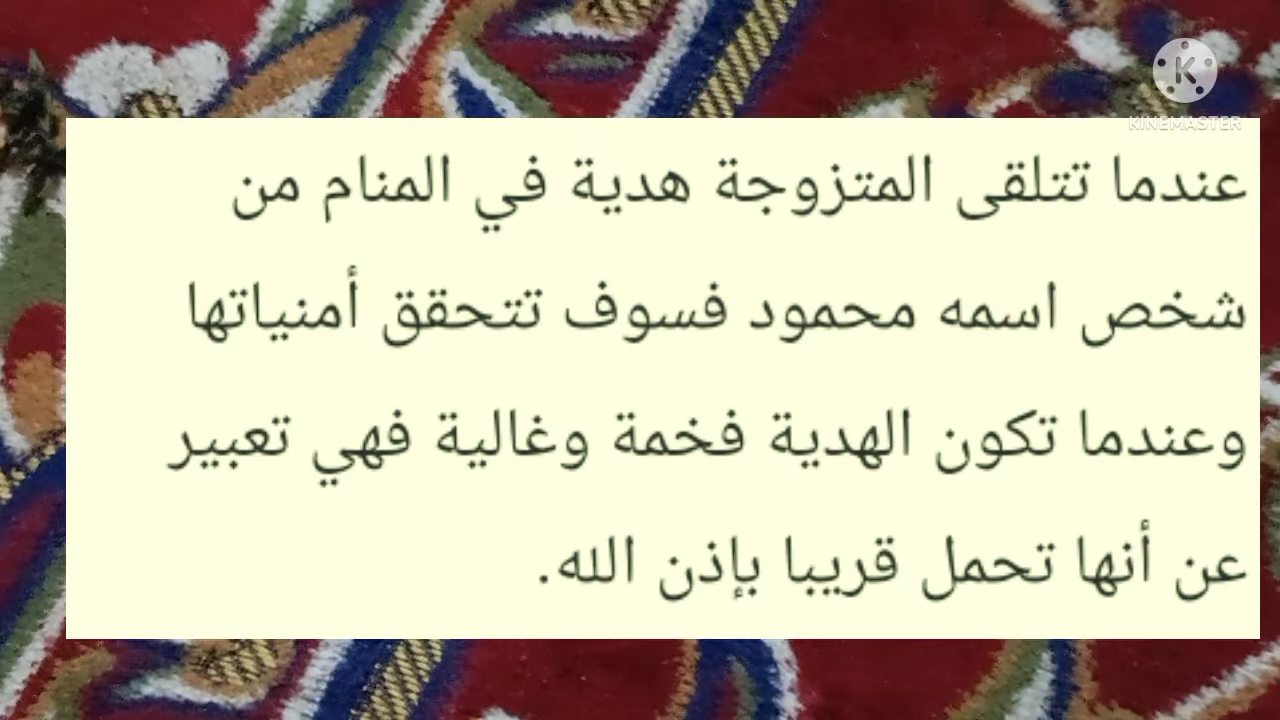 KINEMASTER
عندما تتلقى المتزوجة هدية في المنام من
شخص اسمه محمود فسوف تتحقق أمنياتها
وعندما تكون الهدية فخمة وغالية فهي تعبير
عن أنها تحمل قريبا بإذن الله.